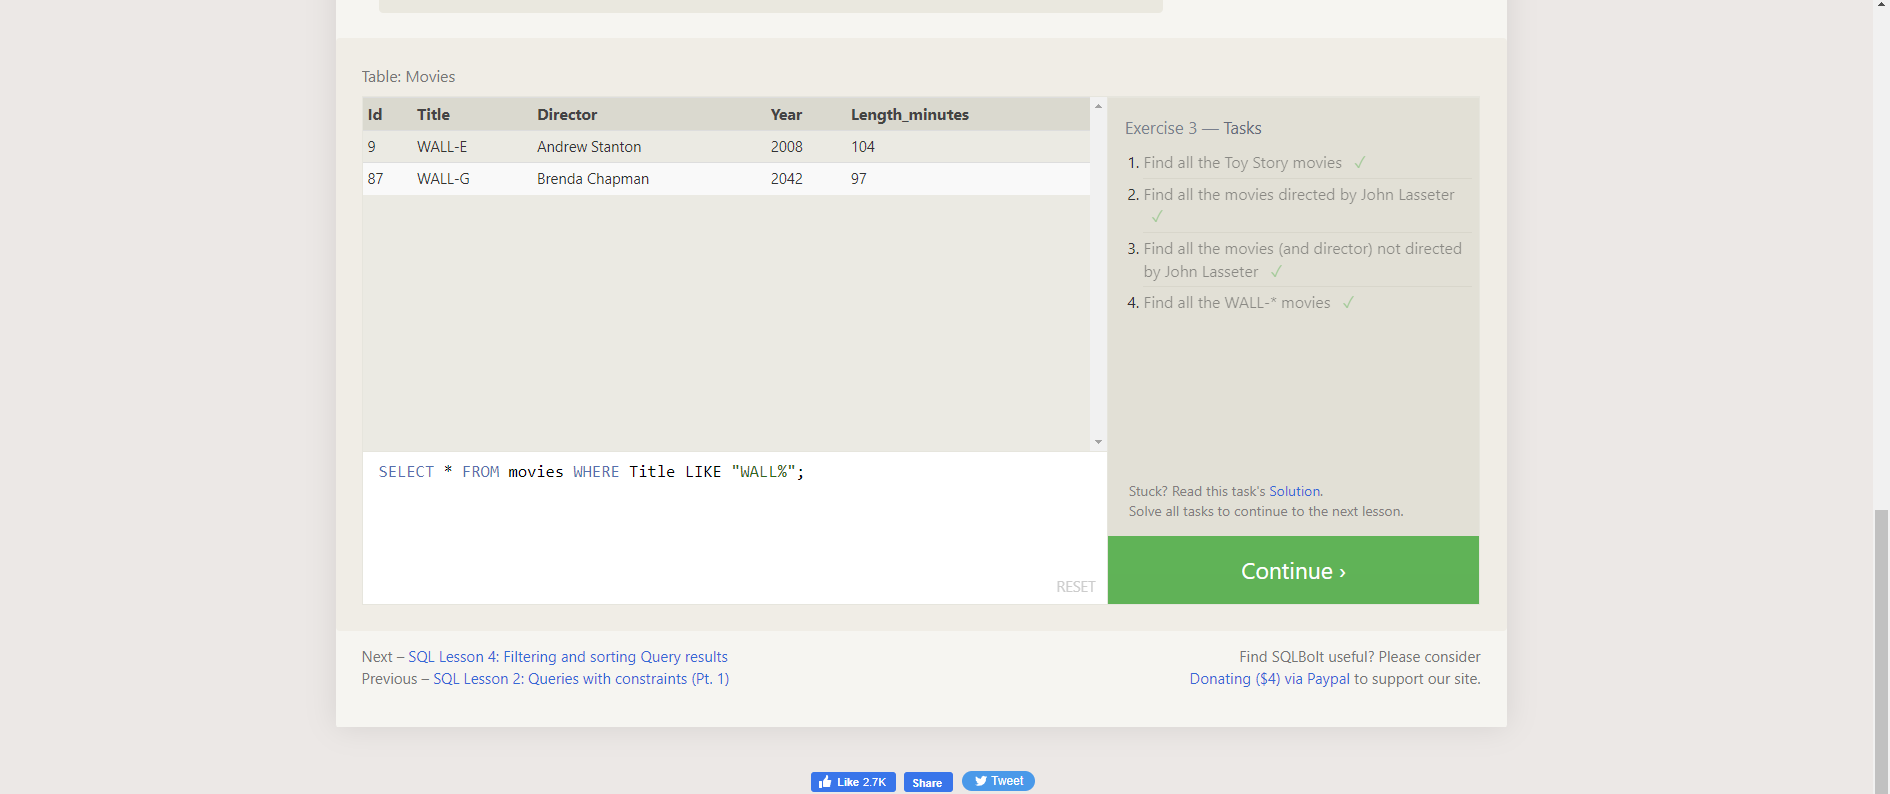 Table: Movies
Id Title Director Year Length_minutes
9 WALL-E Andrew Stanton 2008 104
87 WALL-G Brenda Chapman 2042 97
SELECT * FROM movies WHERE Title LIKE "WALL%";
RESET
Exercise 3 — Tasks
1. Find all the Toy Story movies ✓
2. Find all the movies directed by John Lasseter
✓
3. Find all the movies (and director) not directed
by John Lasseter ✓
4. Find all the WALL-* movies ✓
Stuck? Read this task's Solution.
Solve all tasks to continue to the next lesson.
Continue ›
Next – SQL Lesson 4: Filtering and sorting Query results
Previous – SQL Lesson 2: Queries with constraints (Pt. 1)
Find SQLBolt useful? Please consider
Donating ($4) via Paypal to support our site.
Like 2.7K Share Tweet